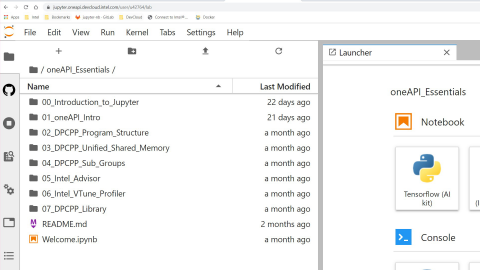 jupyter.oneapi.devcloud.intel.com/user/u43764/lab
Apps Intel Bookmarks jupyter-nb - GitLab DevCloud Connect to oneAPI... Docker
File Edit View Run Kernel Tabs Settings Help
/ oneAPI_Essentials /
Launcher
Name Last Modified
00_Introduction_to_Jupyter 22 days ago
01_oneAPI_Intro 21 days ago
02_DPCPP_Program_Structure a month ago
03_DPCPP_Unified_Shared_Memory a month ago
04_DPCPP_Sub_Groups a month ago
05_Intel_Advisor a month ago
06_Intel_VTune_Profiler a month ago
07_DPCPP_Library a month ago
README.md 2 months ago
Welcome.ipynb a month ago
oneAPI_Essentials
Notebook
Tensorflow (AI
kit)
Console